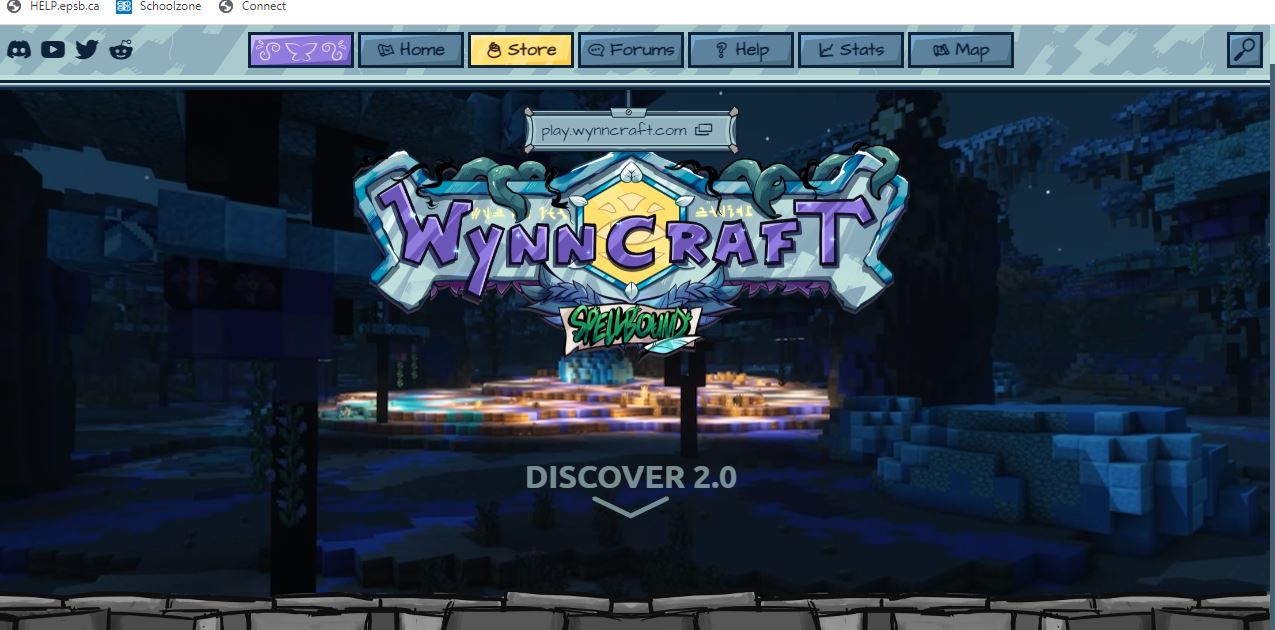 HELP.epsb.ca Schoolzone Connect
Home Store Forums Help Stats Map
play.wynncraft.com
WYNNCRAFT
SPELLBOUND
DISCOVER 2.0